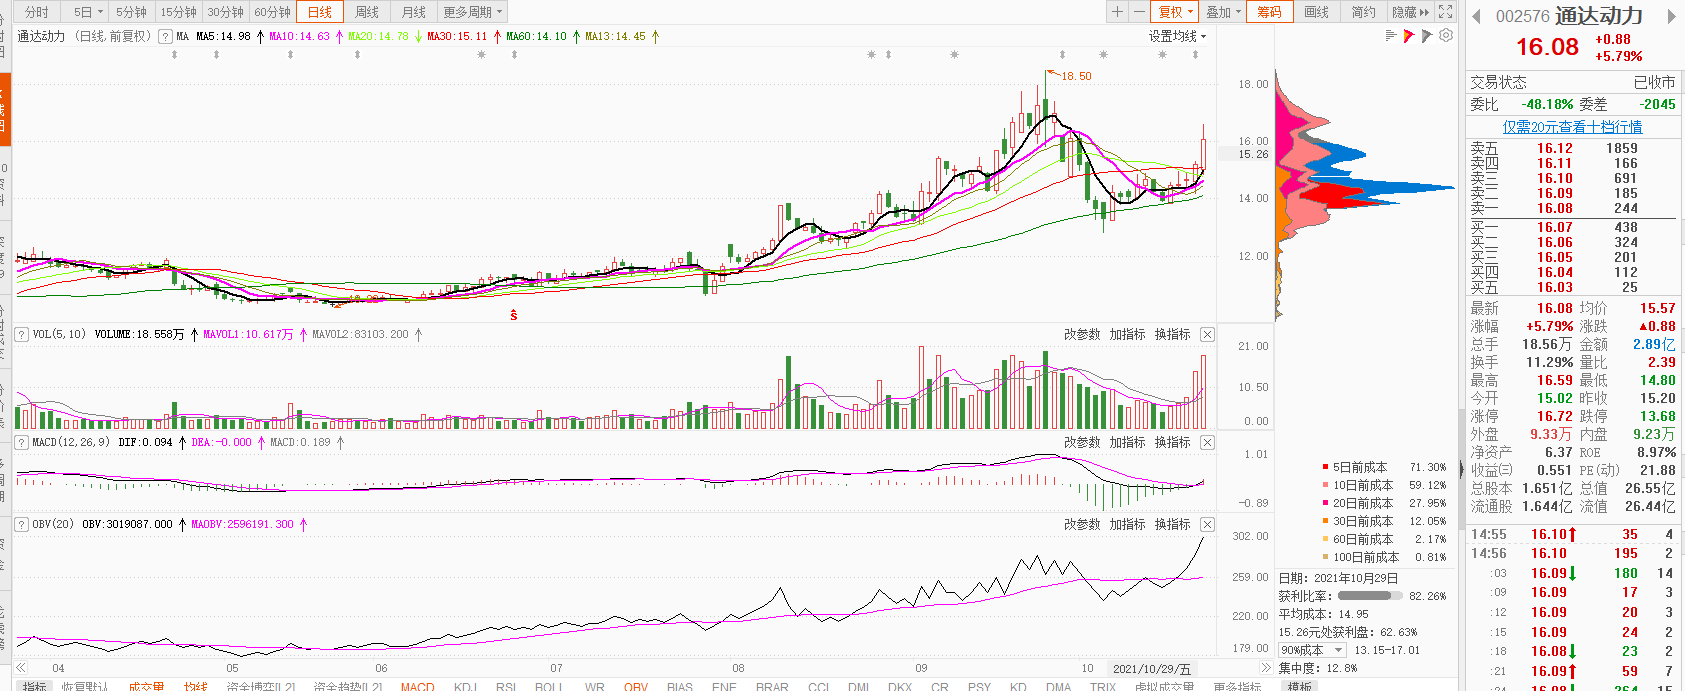 分时 5日 5分钟 15分钟 30分钟 60分钟 日线 周线 月线 更多周期 复权 叠加 筹码 画线 简约 隐藏
通达动力 (日线,前复权) ? MA MA5:14.98 MA10:14.63 MA20:14.78 MA30:15.11 MA60:14.10 MA13:14.45 设置均线
18.50
18.00
16.00
15.26
14.00
12.00
? VOL(5,10) VOLUME:18.558万 MAVOL1:10.617万 MAVOL2:83103.200 改参数 加指标 换指标
21.00
10.50
0.00
? MACD(12,26,9) DIF:0.094 DEA:-0.000 MACD:0.189 改参数 加指标 换指标
1.01
-0.89
? OBV(20) OBV:3019087.000 MAOBV:2596191.300 改参数 加指标 换指标
302.00
259.00
220.00
179.00
04 05 06 07 08 09 10 2021/10/29/五
指标 恢复默认 成交量 均线 资金博弈[L2] 资金趋势[L2] MACD KDJ RSI BOLL WR OBV BIAS ENE BRAR CCI DMI DKX CR PSY KD DMA TRIX 虚拟成交量 更多指标 模板
5日前成本 71.30%
10日前成本 59.12%
20日前成本 27.95%
30日前成本 12.05%
60日前成本 2.17%
100日前成本 0.81%
日期: 2021年10月29日
获利比率: 82.26%
平均成本: 14.95
15.26元处获利盘: 62.63%
90%成本 13.15-17.01
集中度: 12.8%
002576 通达动力
16.08 +0.88
+5.79%
交易状态 已收市
委比 -48.18% 委差 -2045
仅需20元查看十档行情
卖五 16.12 1859
卖四 16.11 166
卖三 16.10 691
卖二 16.09 185
卖一 16.08 244
买一 16.07 438
买二 16.06 324
买三 16.05 201
买四 16.04 112
买五 16.03 25
最新 16.08 均价 15.57
涨幅 +5.79% 涨跌 ▲0.88
总手 18.56万 金额 2.89亿
换手 11.29% 量比 2.39
最高 16.59 最低 14.80
今开 15.02 昨收 15.20
涨停 16.72 跌停 13.68
外盘 9.33万 内盘 9.23万
净资产 6.37 ROE 8.97%
收益(三) 0.551 PE(动) 21.88
总股本 1.651亿 总值 26.55亿
流通股 1.644亿 流值 26.44亿
14:55 16.10 35 4
14:56 16.10 195 2
:03 16.09 180 14
:09 16.09 17 3
:12 16.09 20 3
:15 16.09 24 2
:18 16.08 23 2
:21 16.09 59 7
:24 16.08 264 15